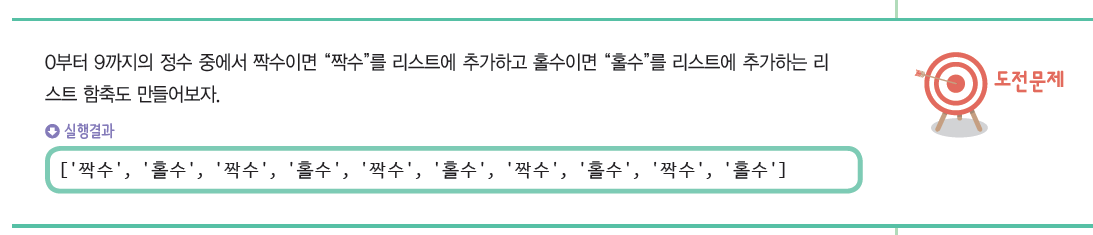 0부터 9까지의 정수 중에서 짝수이면 “짝수”를 리스트에 추가하고 홀수이면 “홀수”를 리스트에 추가하는 리
스트 함축도 만들어보자.
도전문제
실행결과
['짝수', '홀수', '짝수', '홀수', '짝수', '홀수', '짝수', '홀수', '짝수', '홀수']